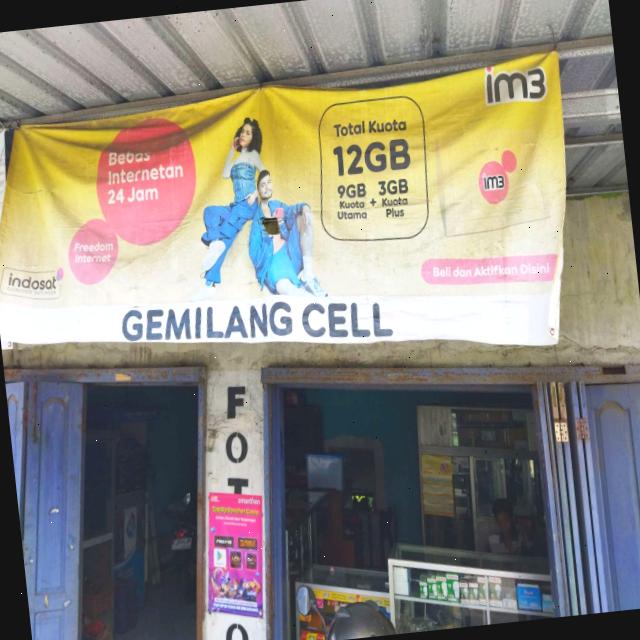 im3
Bebas
Internetan
24 Jam
Freedom
Internet
indosat
Total Kuota
12GB
9GB
Kuota
Utama
+
3GB
Kuota
Plus
im3
Beli dan Aktifkan Disini
GEMILANG CELL
F
O
T
O
smartfren